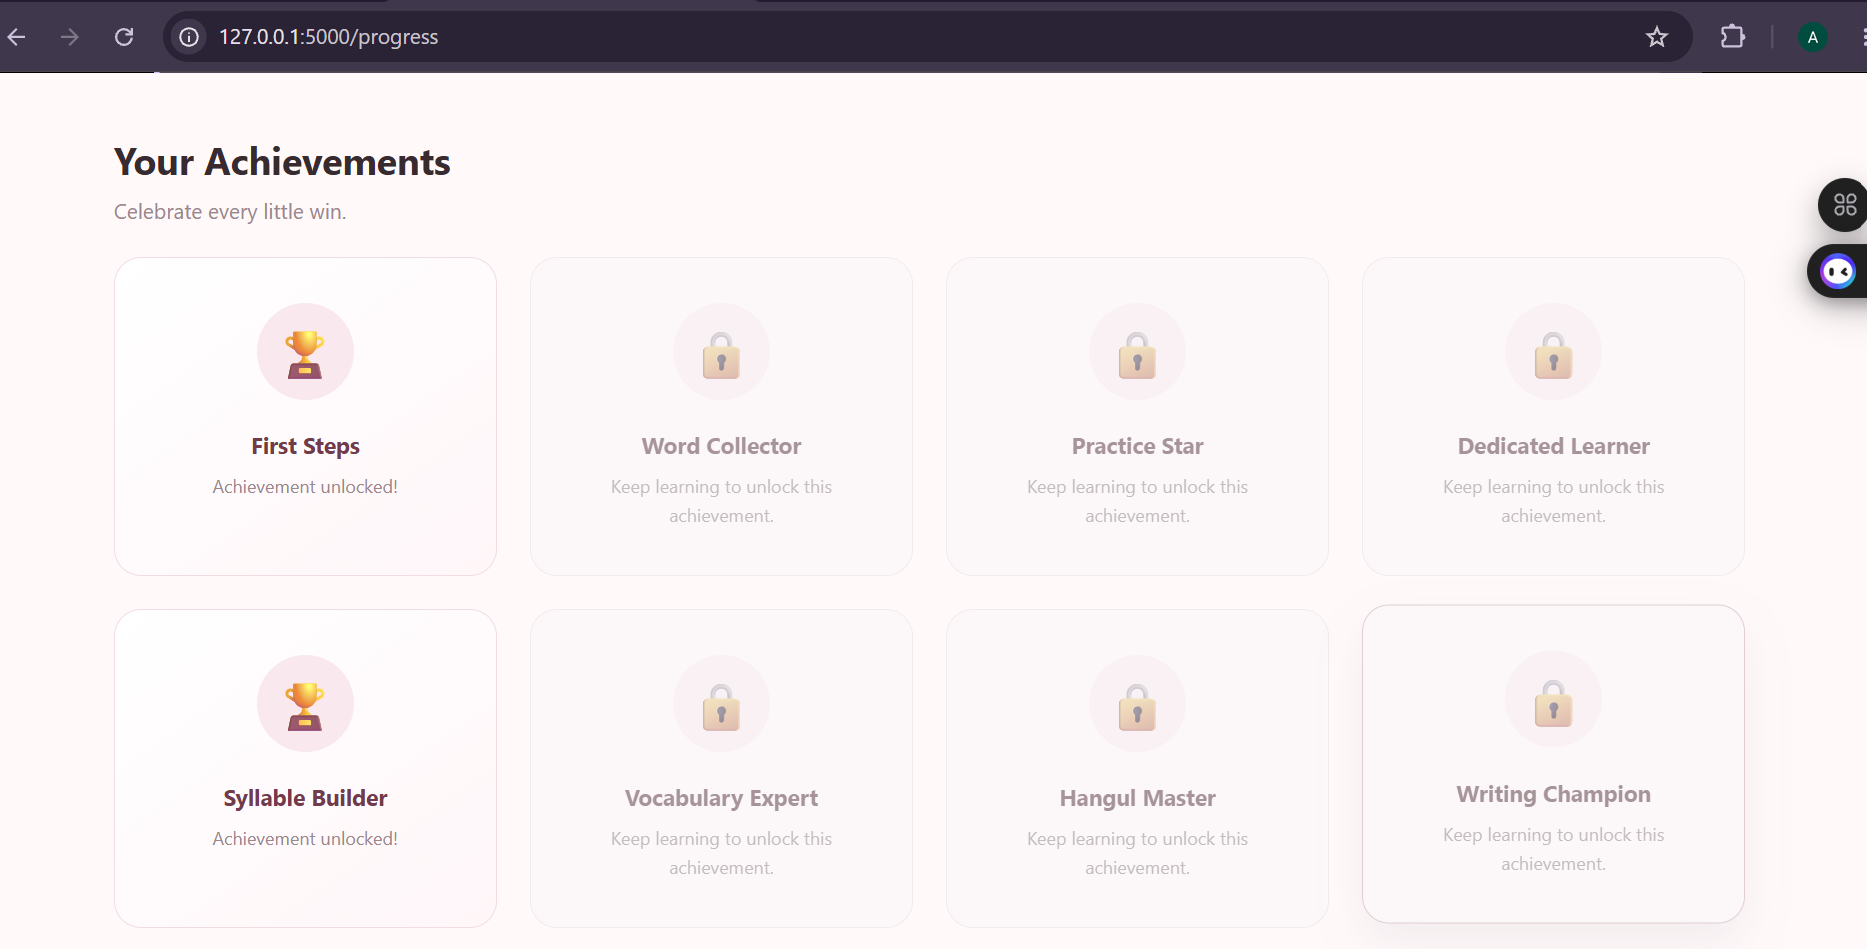 127.0.0.1:5000/progress
A
Your Achievements
Celebrate every little win.
First Steps
Achievement unlocked!
Word Collector
Keep learning to unlock this
achievement.
Practice Star
Keep learning to unlock this
achievement.
Dedicated Learner
Keep learning to unlock this
achievement.
Syllable Builder
Achievement unlocked!
Vocabulary Expert
Keep learning to unlock this
achievement.
Hangul Master
Keep learning to unlock this
achievement.
Writing Champion
Keep learning to unlock this
achievement.